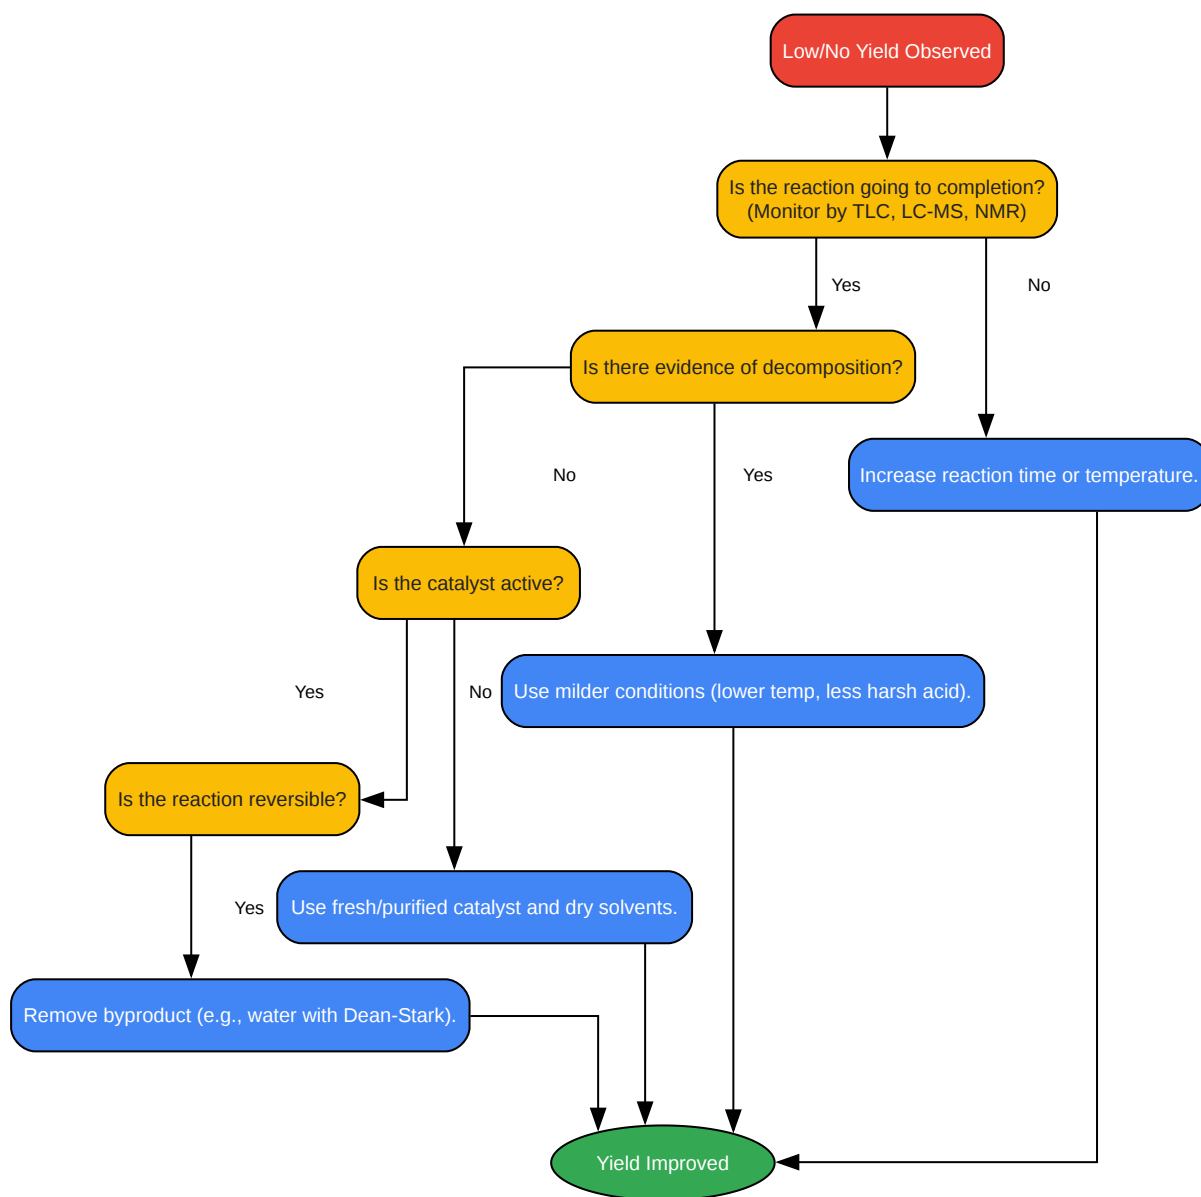 Low/No Yield Observed
Is the reaction going to completion?
(Monitor by TLC, LC-MS, NMR)
Yes
No
Is there evidence of decomposition?
No
Yes
Increase reaction time or temperature.
Is the catalyst active?
Yes
No
Use milder conditions (lower temp, less harsh acid).
Is the reaction reversible?
Yes
Use fresh/purified catalyst and dry solvents.
Remove byproduct (e.g., water with Dean-Stark).
Yield Improved